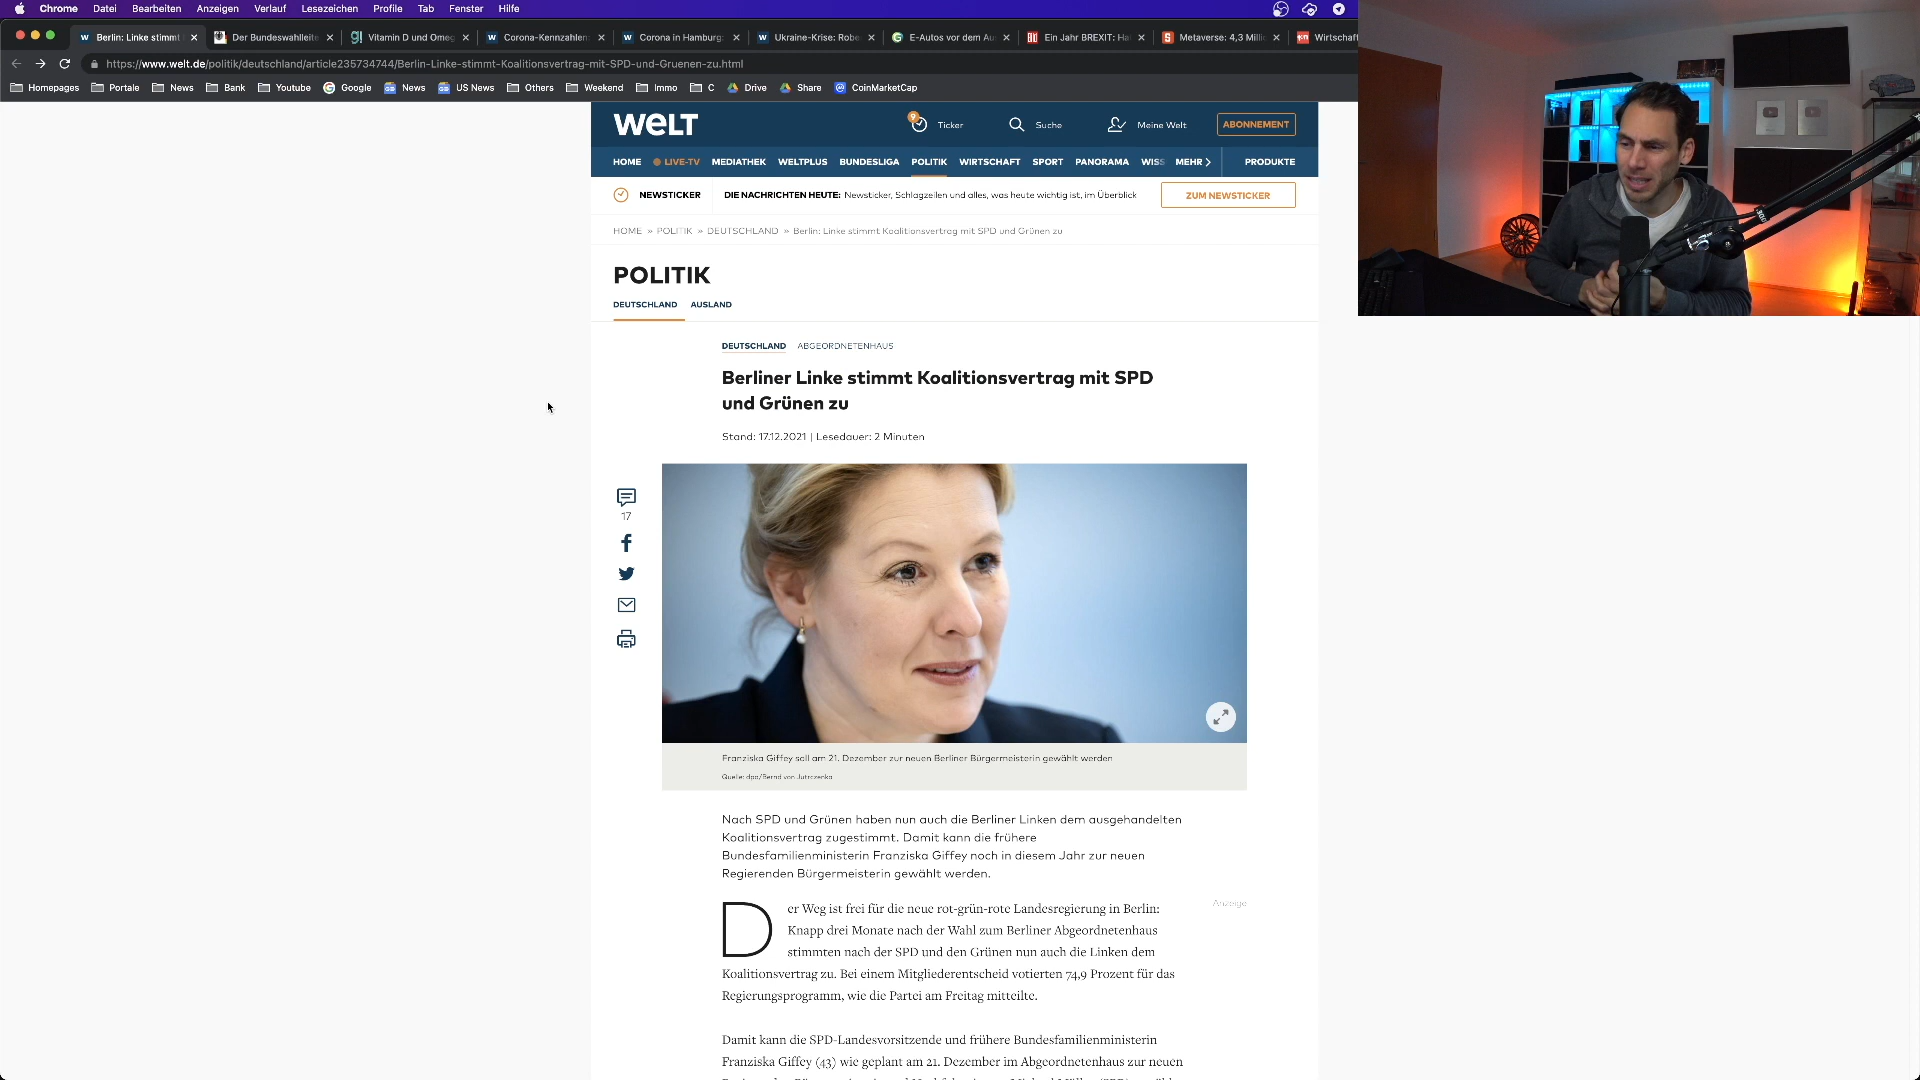 Chrome Datei Bearbeiten Anzeigen Verlauf Lesezeichen Profile Tab Fenster Hilfe
Berlin: Linke stimmt Der Bundeswahlleite Vitamin D und Omeg Corona-Kennzahlen Corona in Hamburg: Ukraine-Krise: Robe E-Autos vor dem Au Ein Jahr BREXIT: Ha Metaverse: 4,3 Milli Wirtschaf
https://www.welt.de/politik/deutschland/article235734744/Berlin-Linke-stimmt-Koalitionsvertrag-mit-SPD-und-Gruenen-zu.html
Homepages Portale News Bank Youtube Google News US News Others Weekend Immo C Drive Share CoinMarketCap
WELT
9 Ticker Suche Meine Welt ABONNEMENT
HOME LIVE-TV MEDIATHEK WELTPLUS BUNDESLIGA POLITIK WIRTSCHAFT SPORT PANORAMA WISS MEHR PRODUKTE
NEWSTICKER DIE NACHRICHTEN HEUTE: Newsticker, Schlagzeilen und alles, was heute wichtig ist, im Überblick ZUM NEWSTICKER
HOME » POLITIK » DEUTSCHLAND » Berlin: Linke stimmt Koalitionsvertrag mit SPD und Grünen zu
POLITIK
DEUTSCHLAND AUSLAND
DEUTSCHLAND ABGEORDNETENHAUS
Berliner Linke stimmt Koalitionsvertrag mit SPD
und Grünen zu
Stand: 17.12.2021 | Lesedauer: 2 Minuten
17
Franziska Giffey soll am 21. Dezember zur neuen Berliner Bürgermeisterin gewählt werden
Quelle: dpa/Bernd von Jutrczenka
Nach SPD und Grünen haben nun auch die Berliner Linken dem ausgehandelten
Koalitionsvertrag zugestimmt. Damit kann die frühere
Bundesfamilienministerin Franziska Giffey noch in diesem Jahr zur neuen
Regierenden Bürgermeisterin gewählt werden.
Anzeige
Der Weg ist frei für die neue rot-grün-rote Landesregierung in Berlin:
Knapp drei Monate nach der Wahl zum Berliner Abgeordnetenhaus
stimmten nach der SPD und den Grünen nun auch die Linken dem
Koalitionsvertrag zu. Bei einem Mitgliederentscheid votierten 74,9 Prozent für das
Regierungsprogramm, wie die Partei am Freitag mitteilte.
Damit kann die SPD-Landesvorsitzende und frühere Bundesfamilienministerin
Franziska Giffey (43) wie geplant am 21. Dezember im Abgeordnetenhaus zur neuen